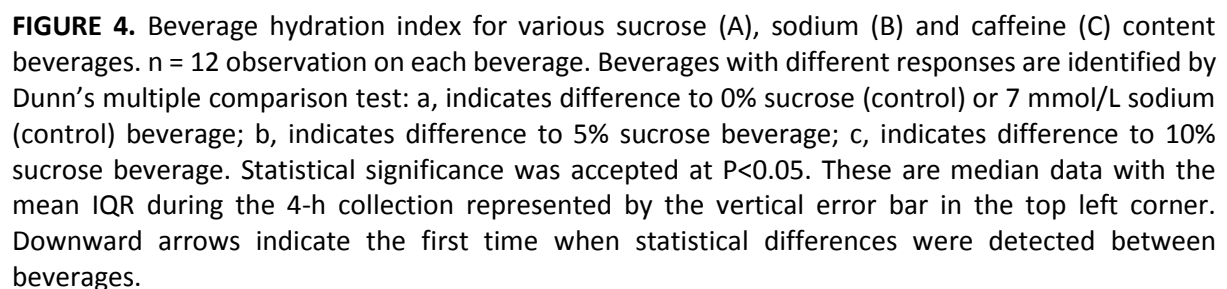 FIGURE 4. Beverage hydration index for various sucrose (A), sodium (B) and caffeine (C) content
beverages. n = 12 observation on each beverage. Beverages with different responses are identified by
Dunn’s multiple comparison test: a, indicates difference to 0% sucrose (control) or 7 mmol/L sodium
(control) beverage; b, indicates difference to 5% sucrose beverage; c, indicates difference to 10%
sucrose beverage. Statistical significance was accepted at P<0.05. These are median data with the
mean IQR during the 4-h collection represented by the vertical error bar in the top left corner.
Downward arrows indicate the first time when statistical differences were detected between
beverages.